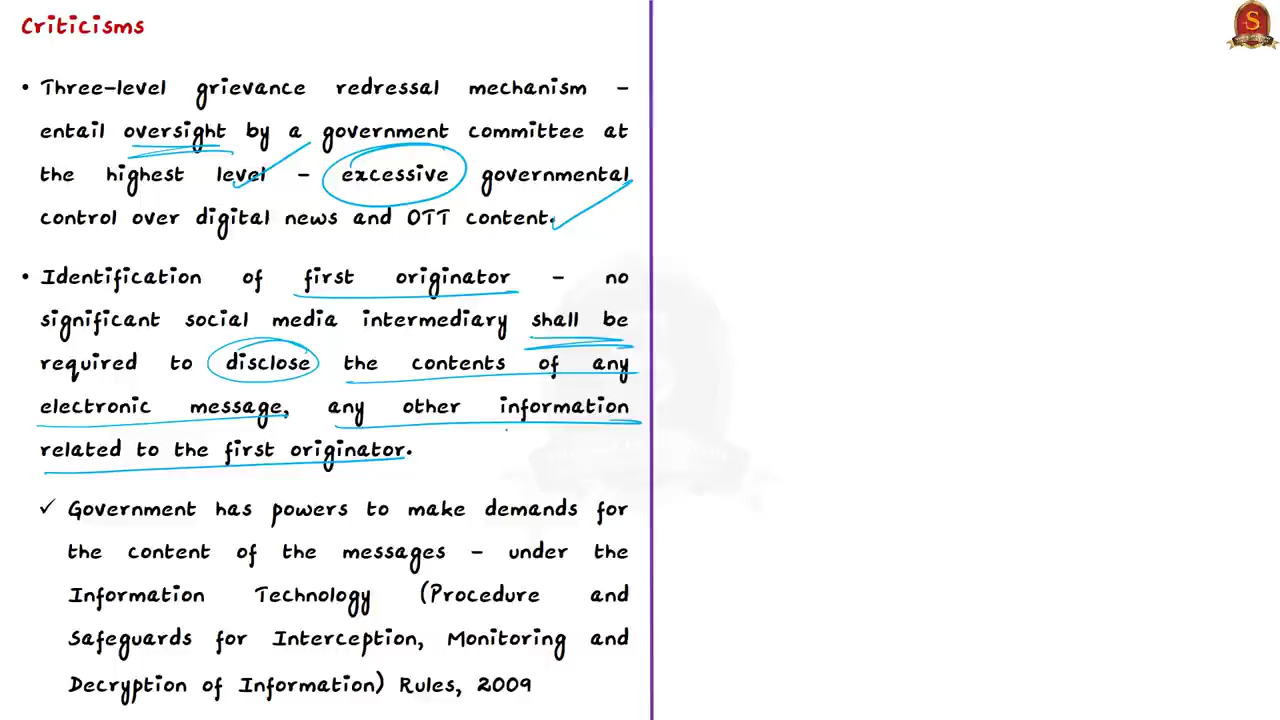 Criticisms
• Three-level grievance redressal mechanism -
entail oversight by a government committee at
the highest level - excessive governmental
control over digital news and OTT content.
• Identification of first originator - no
significant social media intermediary shall be
required to disclose the contents of any
electronic message, any other information
related to the first originator.
✓ Government has powers to make demands for
the content of the messages - under the
Information Technology (Procedure and
Safeguards for Interception, Monitoring and
Decryption of Information) Rules, 2009
S